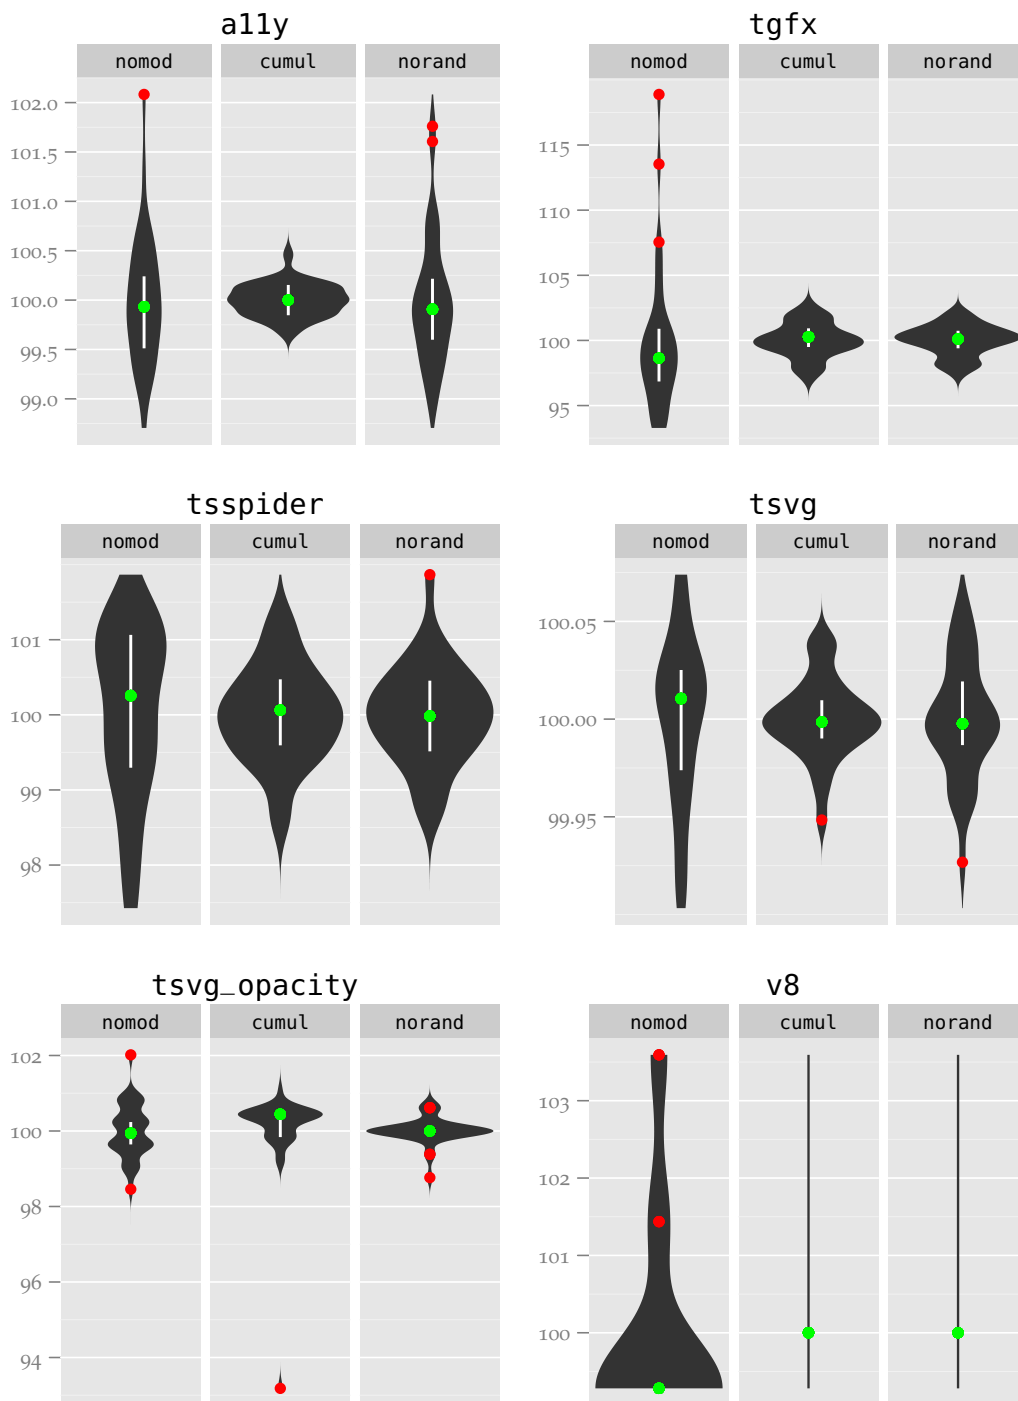 a11y
nomod cumul norand
102.0
101.5
101.0
100.5
100.0
99.5
99.0
tgfx
nomod cumul norand
115
110
105
100
95
tsspider
nomod cumul norand
101
100
99
98
tsvg
nomod cumul norand
100.05
100.00
99.95
tsvg_opacity
nomod cumul norand
102
100
98
96
94
v8
nomod cumul norand
103
102
101
100